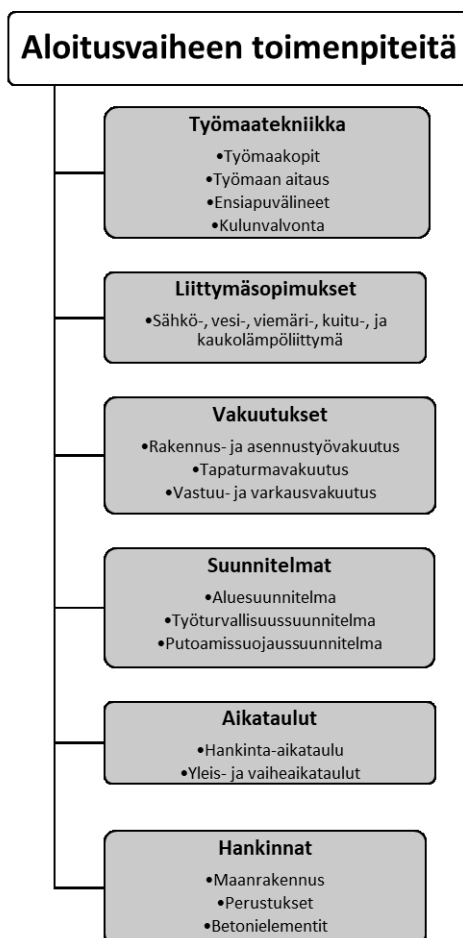 Aloitusvaiheen toimenpiteitä
Työmaatekniikka
•Työmaakopit
•Työmaan aitaus
•Ensiapuvälineet
•Kulunvalvonta
Liittymäsopimukset
•Sähkö-, vesi-, viemäri-, kuitu-, ja
kaukolämpöliittymä
Vakuutukset
•Rakennus- ja asennustyövakuutus
•Tapaturmavakuutus
•Vastuu- ja varkausvakuutus
Suunnitelmat
•Aluesuunnitelma
•Työturvallisuussuunnitelma
•Putoamissuojaussuunnitelma
Aikataulut
•Hankinta-aikataulu
•Yleis- ja vaiheaikataulut
Hankinnat
•Maanrakennus
•Perustukset
•Betonielementit